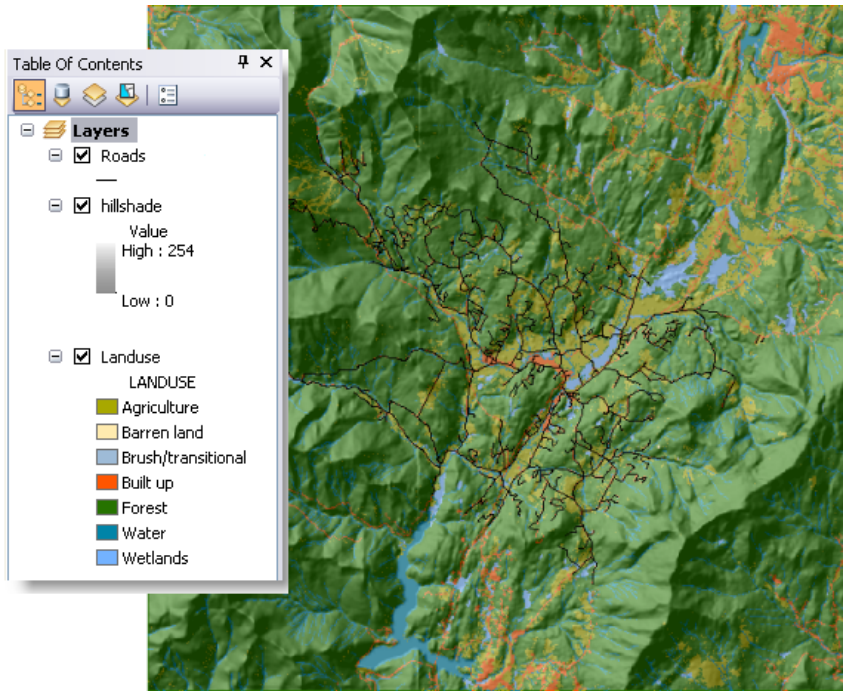 Table Of Contents
Layers
Roads
hillshade
Value
High : 254
Low : 0
Landuse
LANDUSE
Agriculture
Barren land
Brush/transitional
Built up
Forest
Water
Wetlands